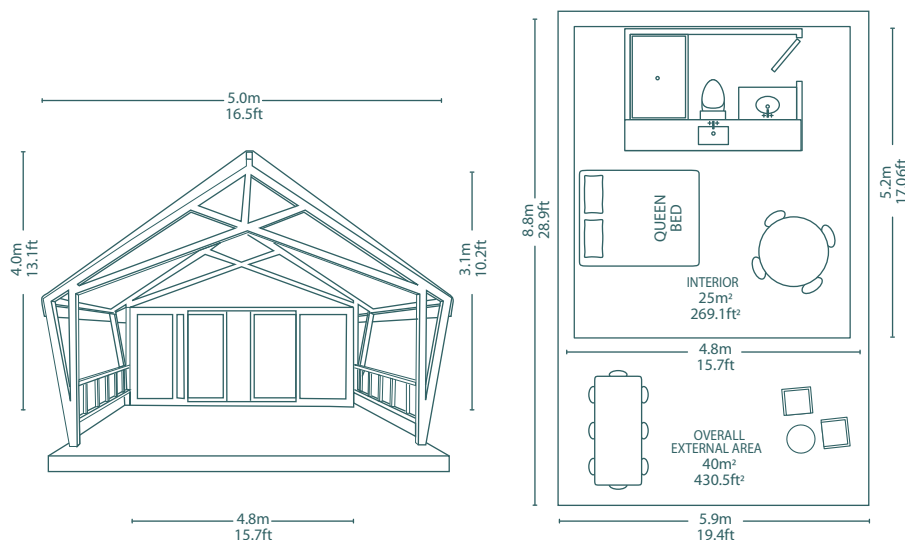 5.0m
16.5ft
4.0m
13.1ft
3.1m
10.2ft
4.8m
15.7ft
8.8m
28.9ft
5.2m
17.06ft
QUEEN
BED
INTERIOR
25m²
269.1ft²
4.8m
15.7ft
OVERALL
EXTERNAL AREA
40m²
430.5ft²
5.9m
19.4ft